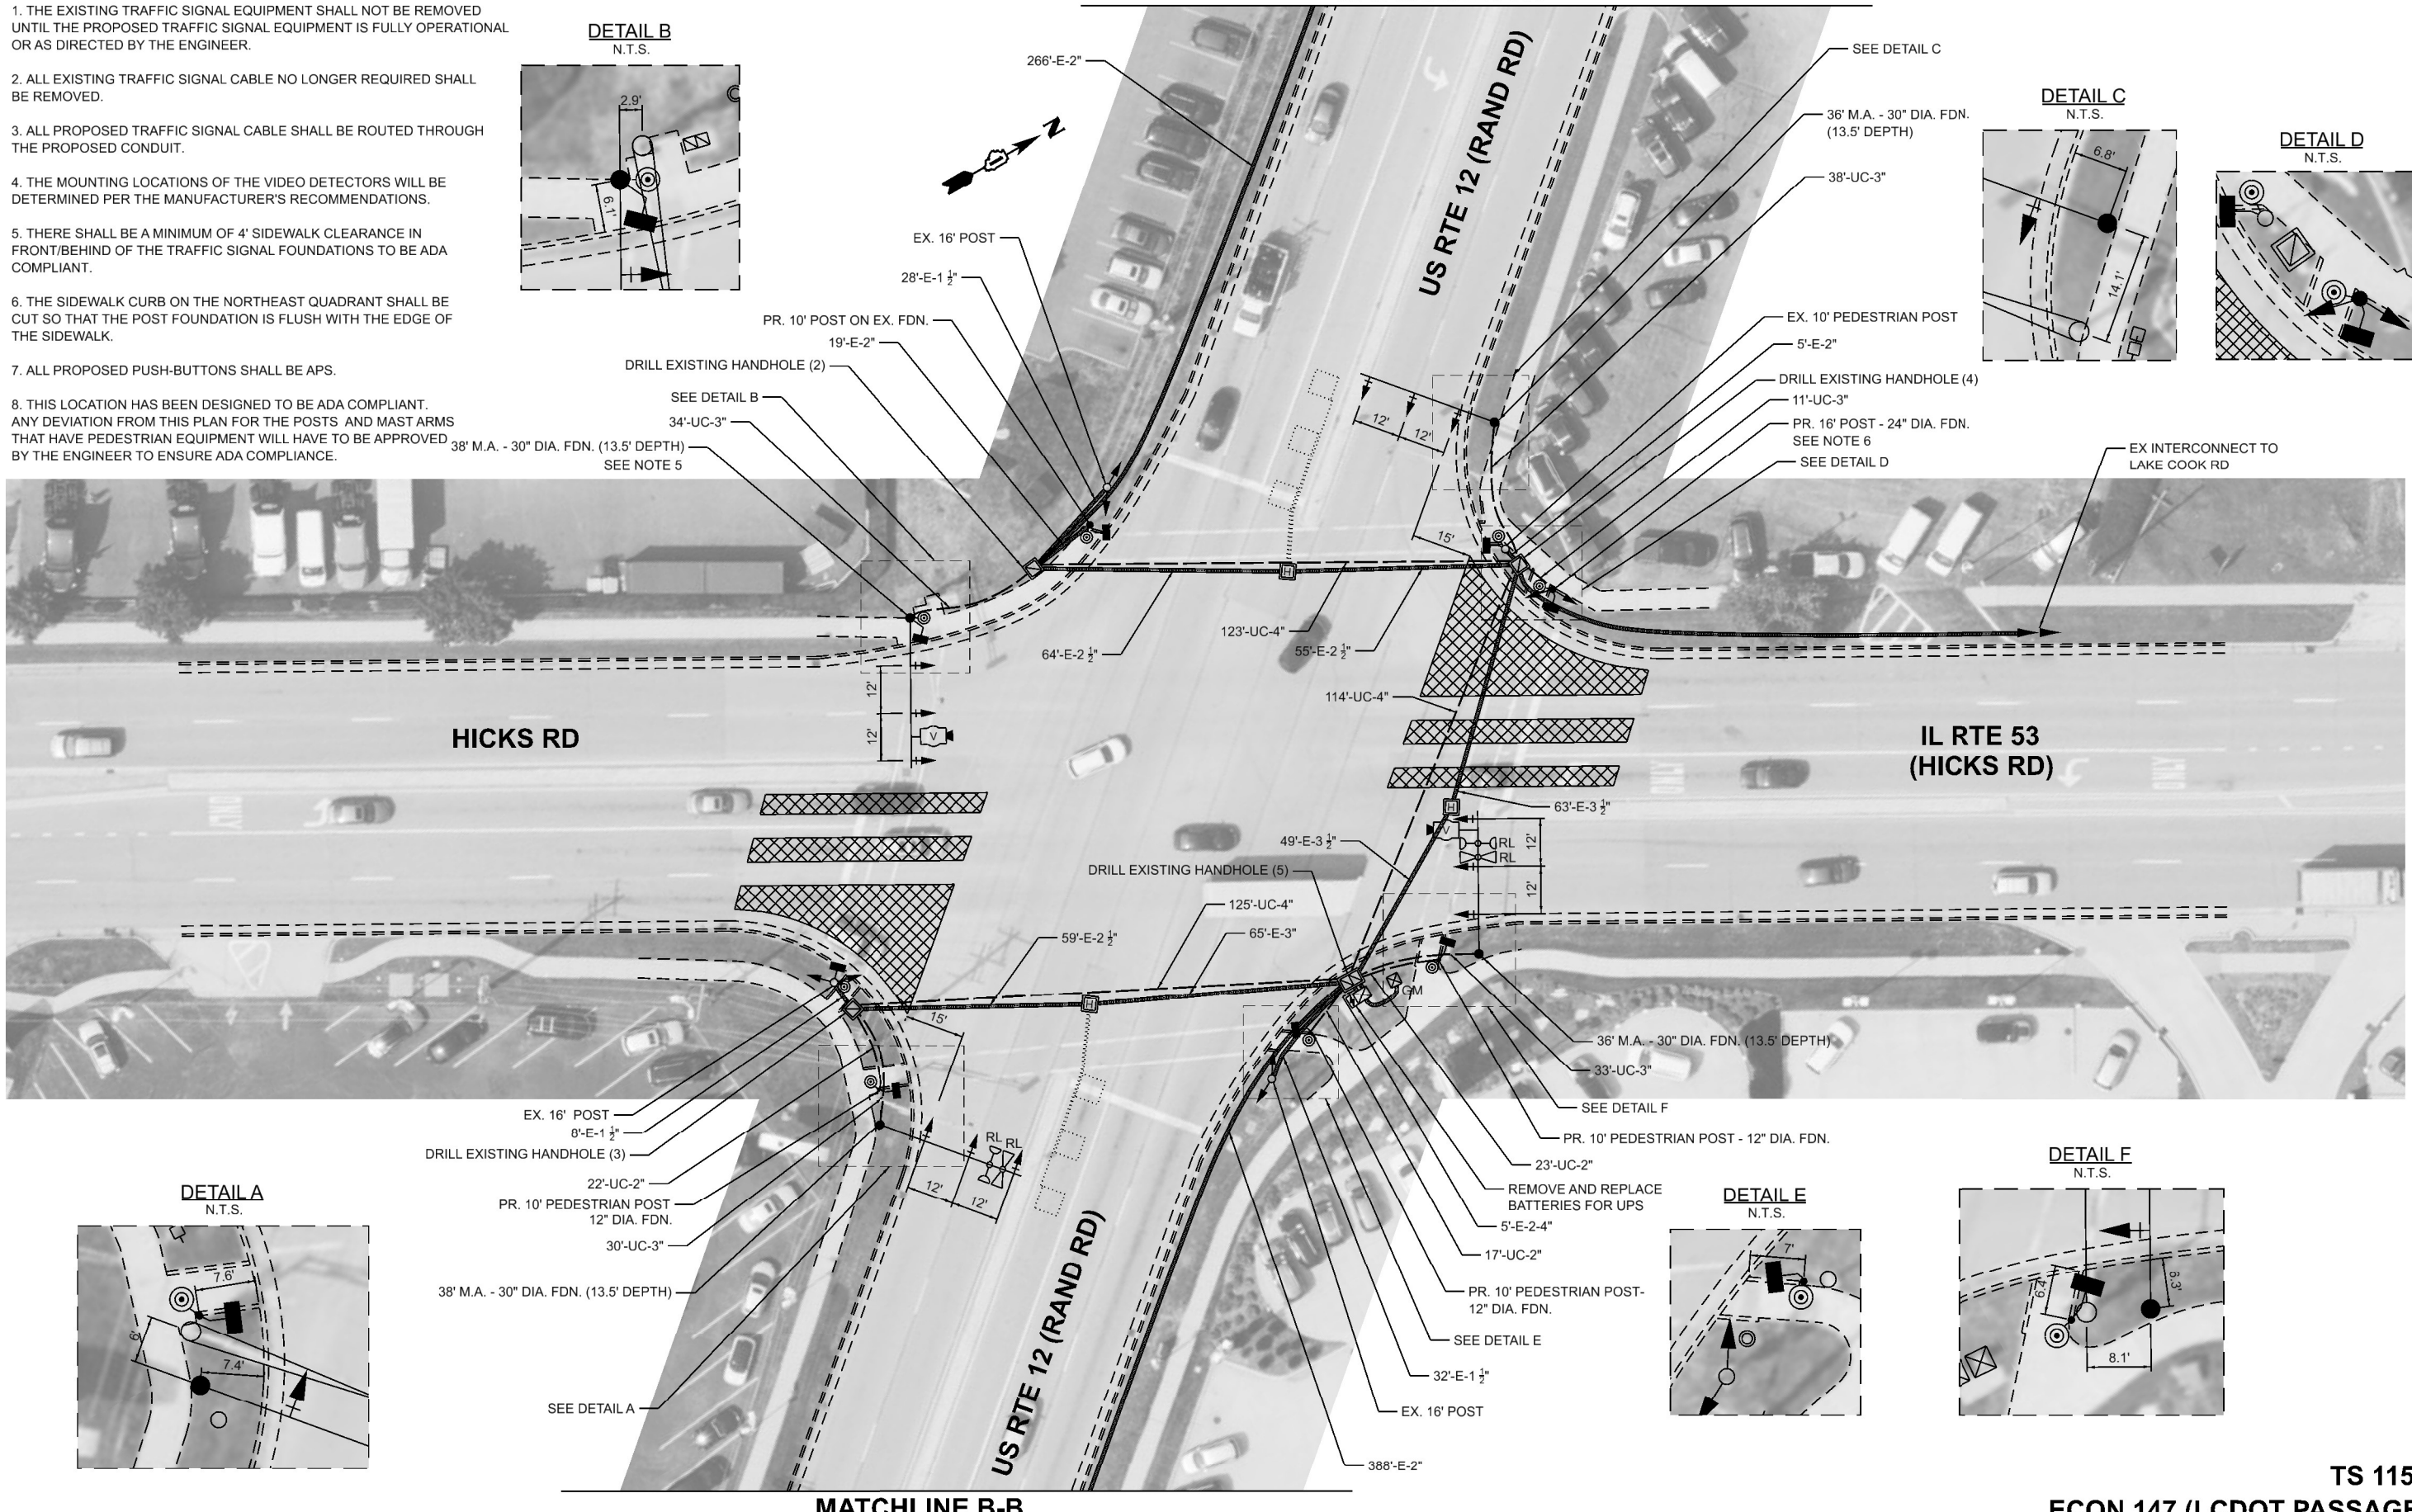 1. THE EXISTING TRAFFIC SIGNAL EQUIPMENT SHALL NOT BE REMOVED
UNTIL THE PROPOSED TRAFFIC SIGNAL EQUIPMENT IS FULLY OPERATIONAL
OR AS DIRECTED BY THE ENGINEER.
2. ALL EXISTING TRAFFIC SIGNAL CABLE NO LONGER REQUIRED SHALL
BE REMOVED.
3. ALL PROPOSED TRAFFIC SIGNAL CABLE SHALL BE ROUTED THROUGH
THE PROPOSED CONDUIT.
4. THE MOUNTING LOCATIONS OF THE VIDEO DETECTORS WILL BE
DETERMINED PER THE MANUFACTURER'S RECOMMENDATIONS.
5. THERE SHALL BE A MINIMUM OF 4' SIDEWALK CLEARANCE IN
FRONT/BEHIND OF THE TRAFFIC SIGNAL FOUNDATIONS TO BE ADA
COMPLIANT.
6. THE SIDEWALK CURB ON THE NORTHEAST QUADRANT SHALL BE
CUT SO THAT THE POST FOUNDATION IS FLUSH WITH THE EDGE OF
THE SIDEWALK.
7. ALL PROPOSED PUSH-BUTTONS SHALL BE APS.
8. THIS LOCATION HAS BEEN DESIGNED TO BE ADA COMPLIANT.
ANY DEVIATION FROM THIS PLAN FOR THE POSTS AND MAST ARMS
THAT HAVE PEDESTRIAN EQUIPMENT WILL HAVE TO BE APPROVED
BY THE ENGINEER TO ENSURE ADA COMPLIANCE.
DETAIL B
N.T.S.
2.9'
6.1'
266'-E-2"
N
EX. 16' POST
28'-E-1 1/2"
PR. 10' POST ON EX. FDN.
19'-E-2"
DRILL EXISTING HANDHOLE (2)
SEE DETAIL B
34'-UC-3"
38' M.A. - 30" DIA. FDN. (13.5' DEPTH)
SEE NOTE 5
US RTE 12 (RAND RD)
SEE DETAIL C
36' M.A. - 30" DIA. FDN.
(13.5' DEPTH)
38'-UC-3"
DETAIL C
N.T.S.
6.8'
14.1'
DETAIL D
N.T.S.
EX. 10' PEDESTRIAN POST
5'-E-2"
DRILL EXISTING HANDHOLE (4)
11'-UC-3"
PR. 16' POST - 24" DIA. FDN.
SEE NOTE 6
SEE DETAIL D
EX INTERCONNECT TO
LAKE COOK RD
12'
12'
15'
H
64'-E-2 1/2"
123'-UC-4"
55'-E-2 1/2"
114'-UC-4"
12'
12'
V
HICKS RD
IL RTE 53
(HICKS RD)
ONLY
ONLY
ONLY
H
63'-E-3 1/2"
V
RL
RL
12'
12'
49'-E-3 1/2"
DRILL EXISTING HANDHOLE (5)
125'-UC-4"
59'-E-2 1/2"
65'-E-3"
H
GM
15'
EX. 16' POST
8'-E-1 1/2"
DRILL EXISTING HANDHOLE (3)
22'-UC-2"
PR. 10' PEDESTRIAN POST
12" DIA. FDN.
30'-UC-3"
38' M.A. - 30" DIA. FDN. (13.5' DEPTH)
SEE DETAIL A
RL
RL
12'
12'
36' M.A. - 30" DIA. FDN. (13.5' DEPTH)
33'-UC-3"
SEE DETAIL F
PR. 10' PEDESTRIAN POST - 12" DIA. FDN.
23'-UC-2"
REMOVE AND REPLACE
BATTERIES FOR UPS
5'-E-2-4"
17'-UC-2"
PR. 10' PEDESTRIAN POST-
12" DIA. FDN.
SEE DETAIL E
32'-E-1 1/2"
EX. 16' POST
388'-E-2"
US RTE 12 (RAND RD)
DETAIL A
N.T.S.
7.6'
6'
7.4'
DETAIL E
N.T.S.
7'
DETAIL F
N.T.S.
6.4'
8.1'
MATCHLINE B-B
TS 115
ECON 147 (LCDOT PASSAGE